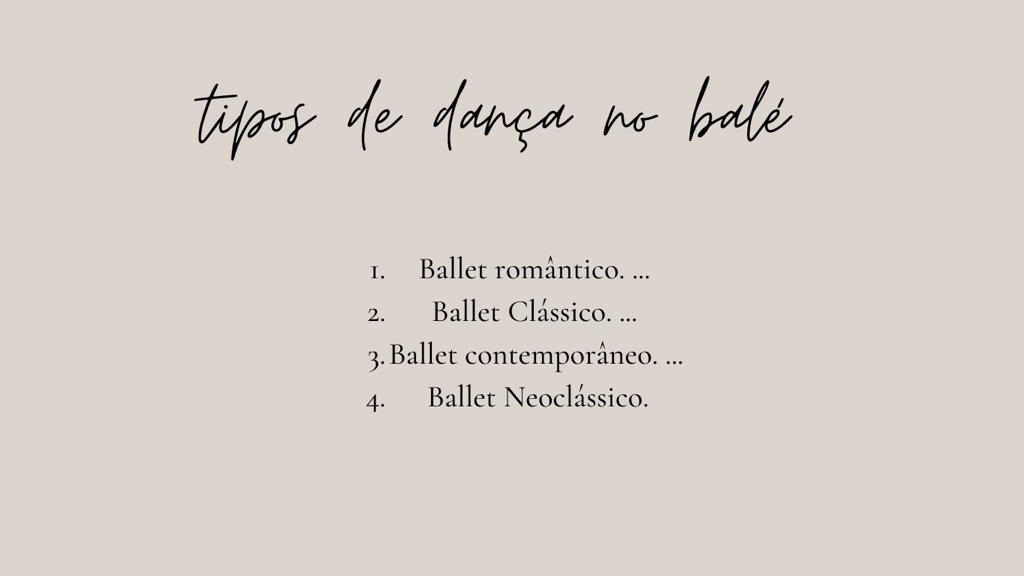 tipos de dança no balé
1. Ballet romântico. ...
2. Ballet Clássico. ...
3. Ballet contemporâneo. ...
4. Ballet Neoclássico.